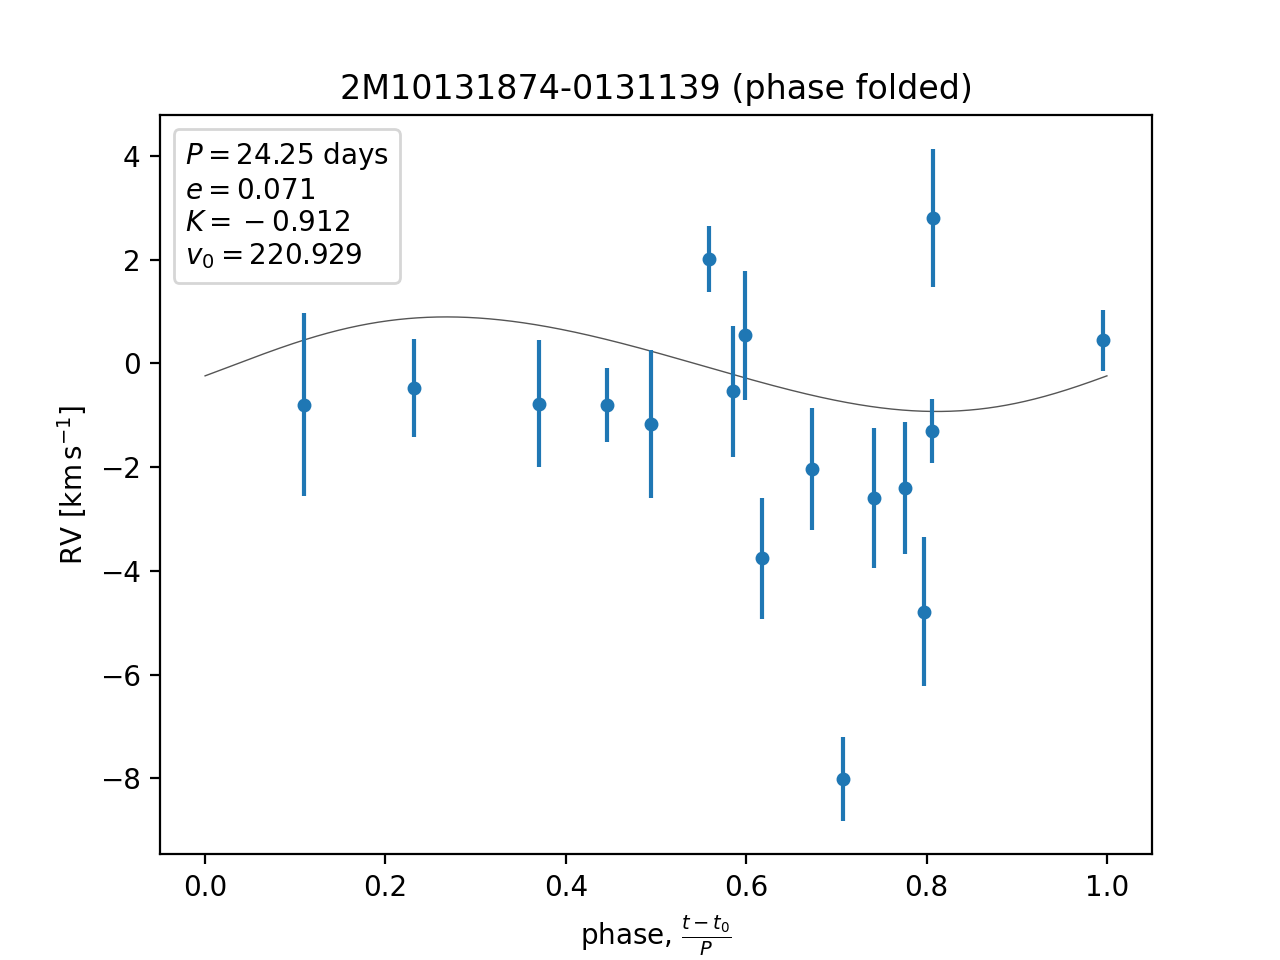 2M10131874-0131139 (phase folded)
P = 24.25 days
e = 0.071
K = −0.912
v₀ = 220.929
4
2
0
−2
−4
−6
−8
RV [km s⁻¹]
0.0 0.2 0.4 0.6 0.8 1.0
phase, (t − t₀)/P